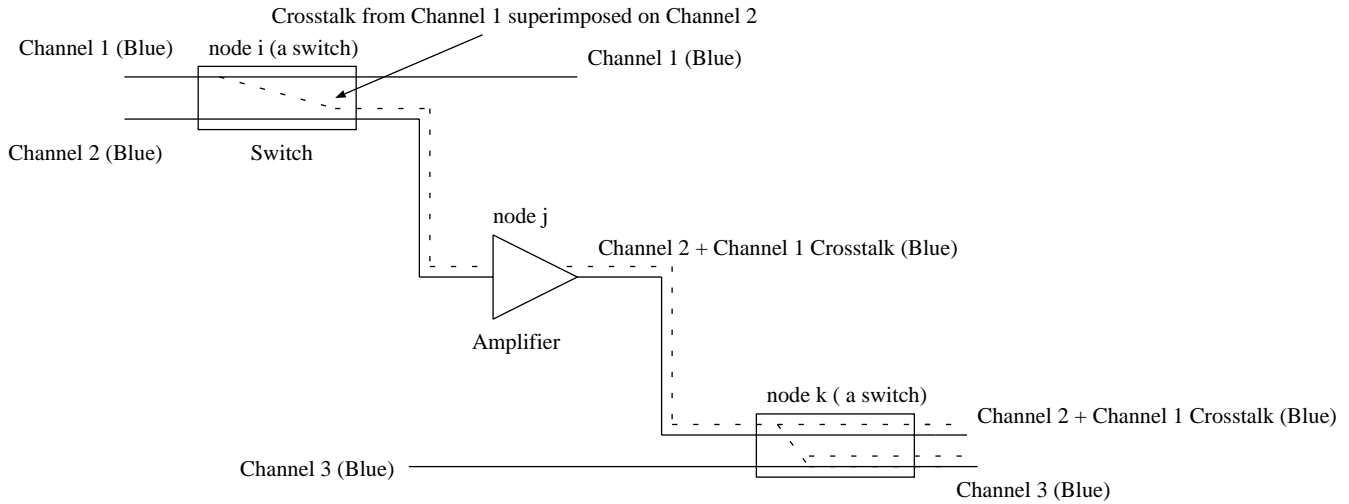 Crosstalk from Channel 1 superimposed on Channel 2
Channel 1 (Blue)
node i (a switch)
Channel 1 (Blue)
Channel 2 (Blue)
Switch
node j
Channel 2 + Channel 1 Crosstalk (Blue)
Amplifier
node k ( a switch)
Channel 2 + Channel 1 Crosstalk (Blue)
Channel 3 (Blue)
Channel 3 (Blue)